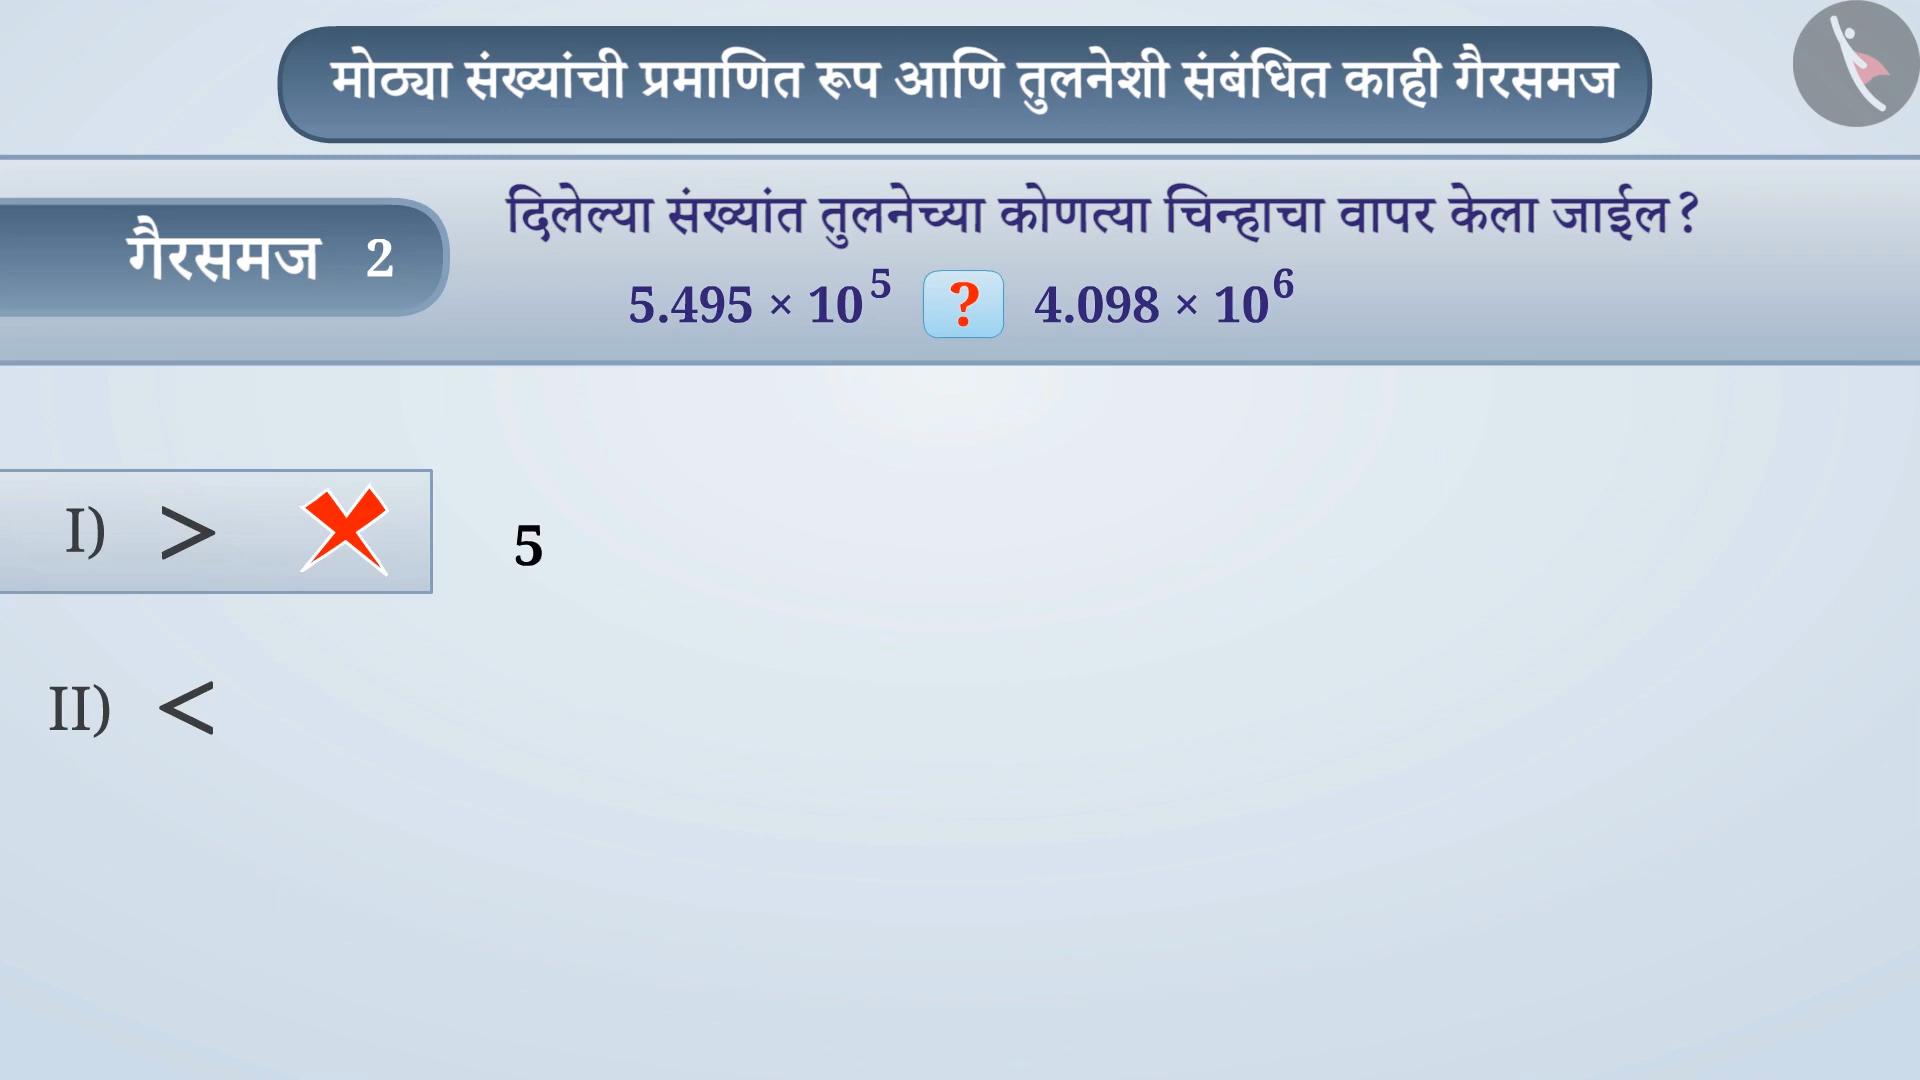 मोठ्या संख्यांची प्रमाणित रूप आणि तुलनेशी संबंधित काही गैरसमज
गैरसमज 2
दिलेल्या संख्यांत तुलनेच्या कोणत्या चिन्हाचा वापर केला जाईल?
5.495 × 10⁵ ? 4.098 × 10⁶
I) >
5
II) <